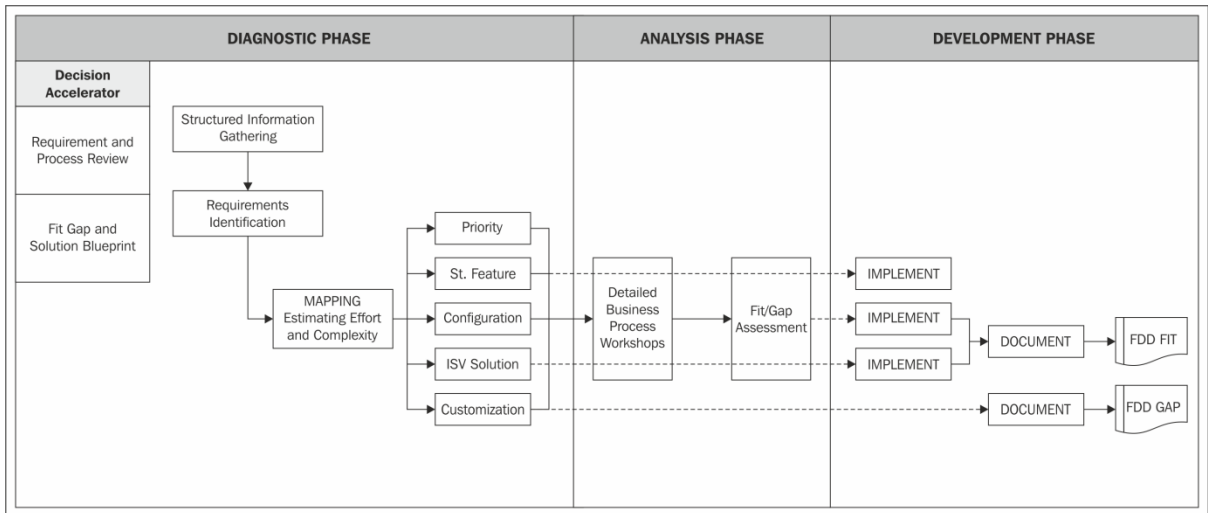 DIAGNOSTIC PHASE
ANALYSIS PHASE
DEVELOPMENT PHASE
Decision
Accelerator
Requirement and
Process Review
Fit Gap and
Solution Blueprint
Structured Information
Gathering
Requirements
Identification
MAPPING
Estimating Effort
and Complexity
Priority
St. Feature
Configuration
ISV Solution
Customization
Detailed
Business
Process
Workshops
Fit/Gap
Assessment
IMPLEMENT
IMPLEMENT
IMPLEMENT
DOCUMENT
FDD FIT
DOCUMENT
FDD GAP